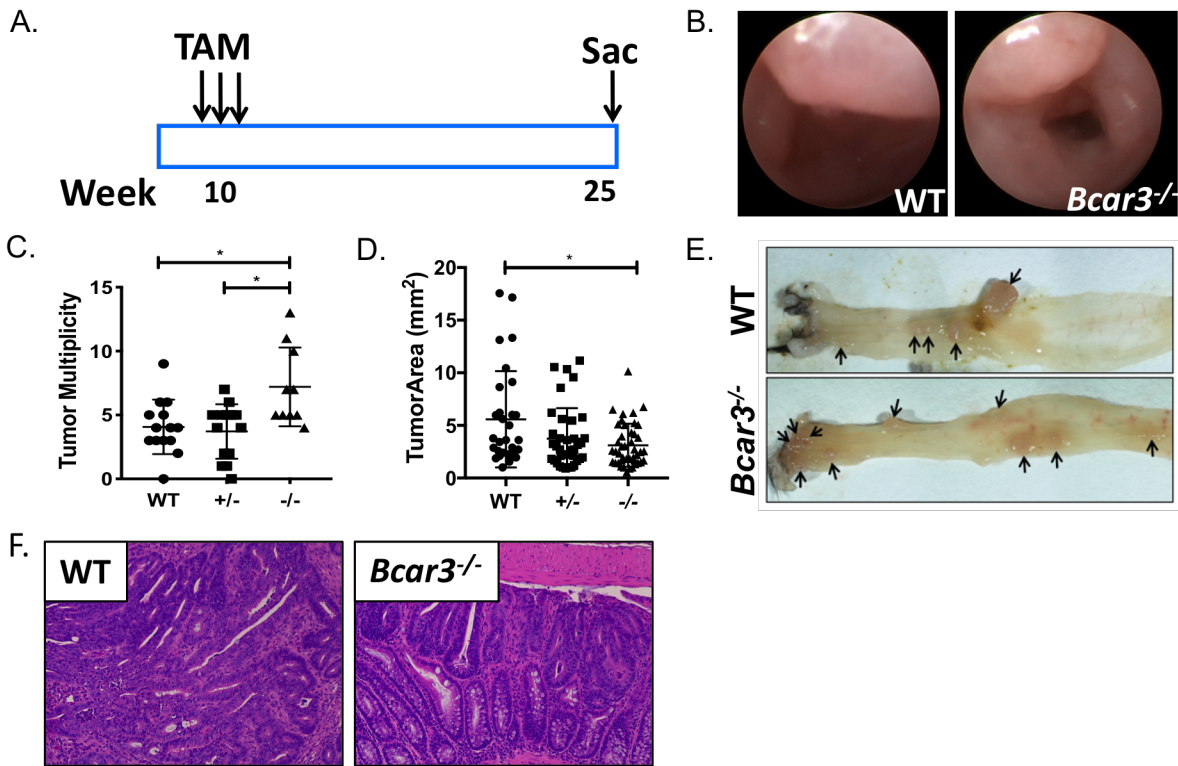 A.
TAM
Sac
Week
10
25
B.
WT
Bcar3-/-
C.
*
*
Tumor Multiplicity
15
10
5
0
WT
+/-
-/-
D.
*
TumorArea (mm2)
20
15
10
5
0
WT
+/-
-/-
E.
WT
Bcar3-/-
F.
WT
Bcar3-/-